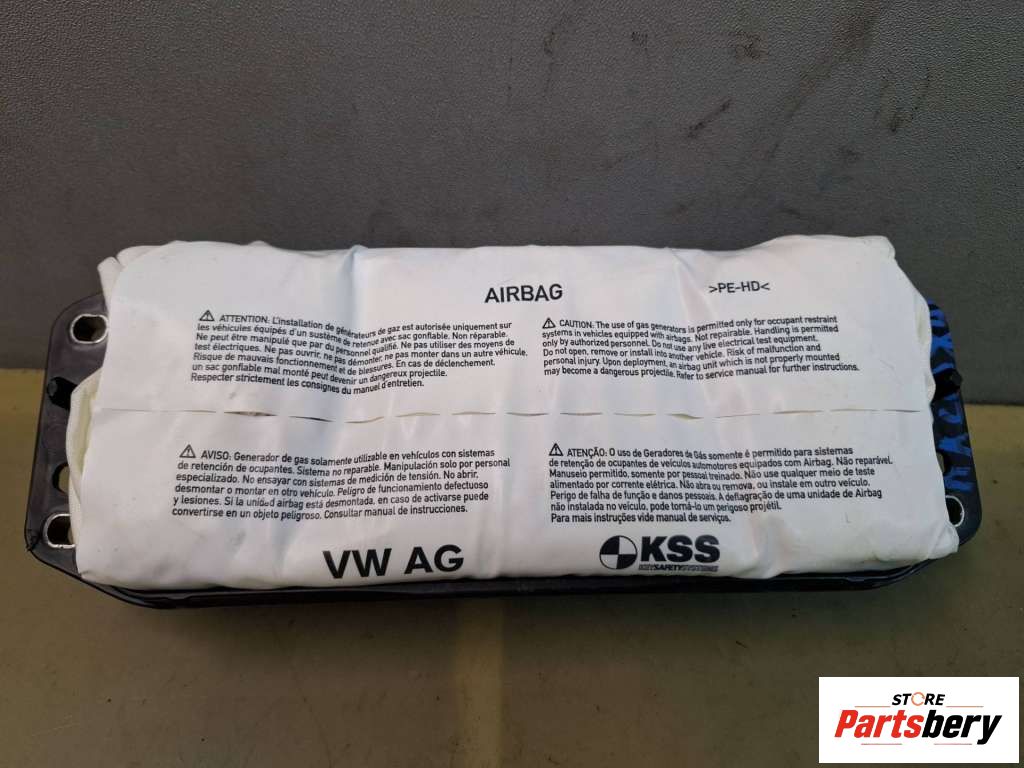 AIRBAG
>PE-HD<
ATTENTION: L'installation de générateurs de gaz est autorisée uniquement sur
les véhicules équipés d'un système de retenue avec sac gonflable. Non réparable.
Ne peut être manipulé que par du personnel qualifié. Ne pas utiliser des moyens de
test électriques. Ne pas ouvrir, ne pas démonter, ne pas monter dans un autre véhicule.
Risque de mauvais fonctionnement et de blessures. En cas de déclenchement.
un sac gonflable mal monté peut devenir un dangereux projectile.
Respecter strictement les consignes du manuel d'entretien.
CAUTION: The use of gas generators is permitted only for occupant restraint
systems in vehicles equipped with airbags. Not repairable. Handling is permitted
only by authorized personnel. Do not use any live electrical test equipment.
Do not open, remove or install into another vehicle. Risk of malfunction and
personal injury. Upon deployment, an airbag unit which is not properly mounted
may become a dangerous projectile. Refer to service manual for further instructions.
AVISO: Generador de gas solamente utilizable en vehículos con sistemas
de retención de ocupantes. Sistema no reparable. Manipulación solo por personal
especializado. No ensayar con sistemas de medición de tensión. No abrir,
desmontar o montar en otro vehículo. Peligro de funcionamiento defectuoso
y lesiones. Si la unidad airbag está desmontada, en caso de activarse puede
convertirse en un objeto peligroso. Consultar manual de instrucciones.
ATENÇÃO: O uso de Geradores de Gás somente é permitido para sistemas
de retenção de ocupantes de veículos automotores equipados com Airbag. Não reparável.
Manuseio permitido, somente por pessoal treinado. Não use qualquer meio de teste
alimentado por corrente elétrica. Não abra ou remova, ou instale em outro veículo.
Perigo de falha de função e danos pessoais. A deflagração de uma unidade de Airbag
não instalada no veículo, pode torná-lo um perigoso projétil.
Para mais instruções vide manual de serviços.
VW AG
KSS
KEYSAFETYSYSTEMS
STORE
Partsbery